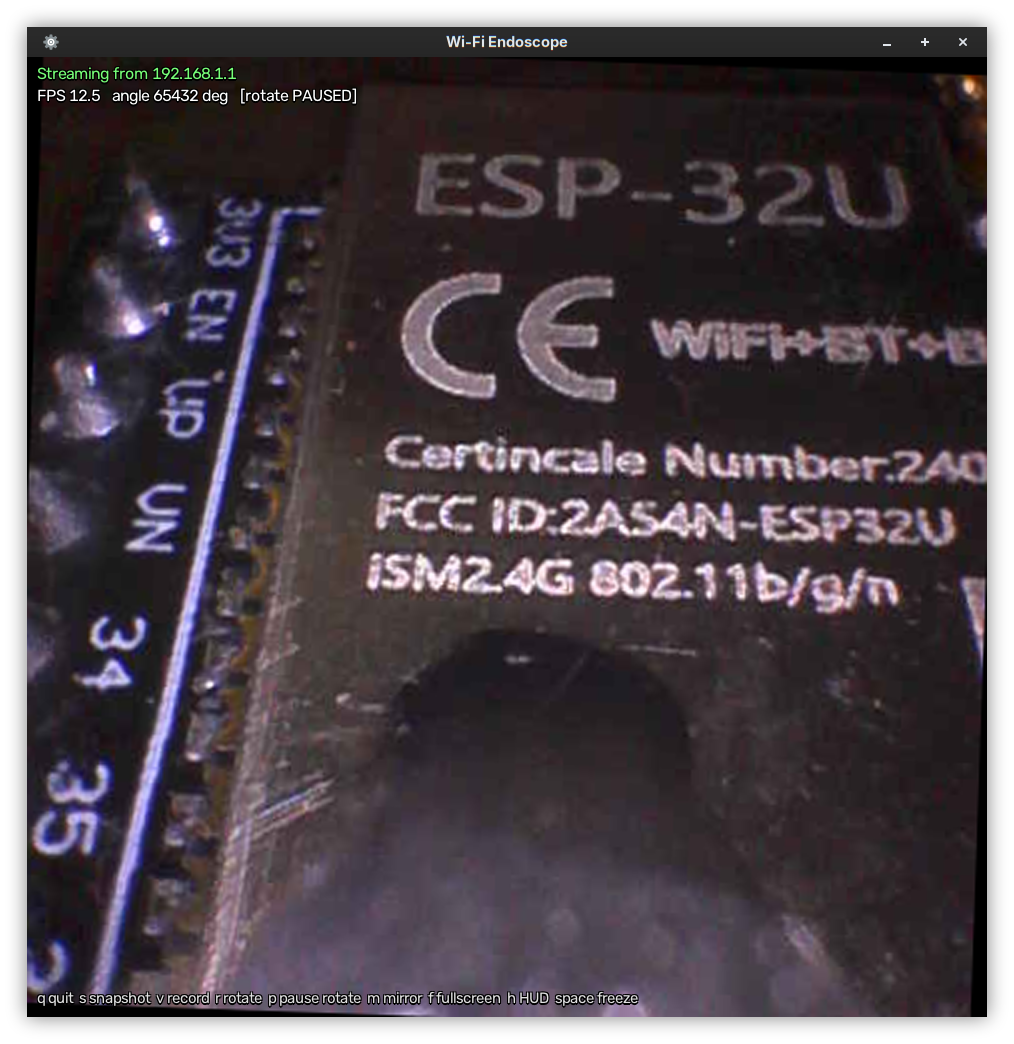 Wi-Fi Endoscope
Streaming from 192.168.1.1
FPS 12.5 angle 65432 deg [rotate PAUSED]
ESP-32U
CE
WiFi+BT+B
Certincale Number.240
FCC ID:2AS4N-ESP32U
iSM2.4G 802.11b/g/n
3V3
EN
UN
34
35
q quit s snapshot v record r rotate p pause rotate m mirror f fullscreen h HUD space freeze